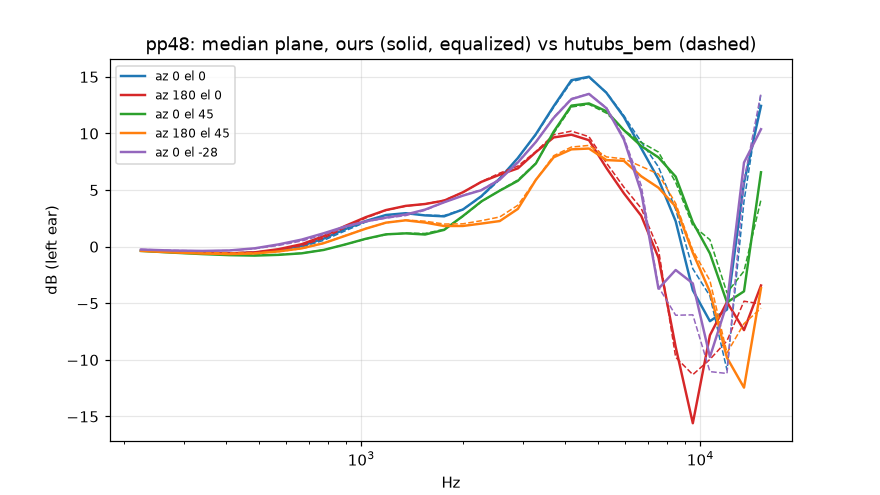 pp48: median plane, ours (solid, equalized) vs hutubs_bem (dashed)
az 0 el 0
az 180 el 0
az 0 el 45
az 180 el 45
az 0 el -28
15
10
5
0
−5
−10
−15
dB (left ear)
10³
10⁴
Hz